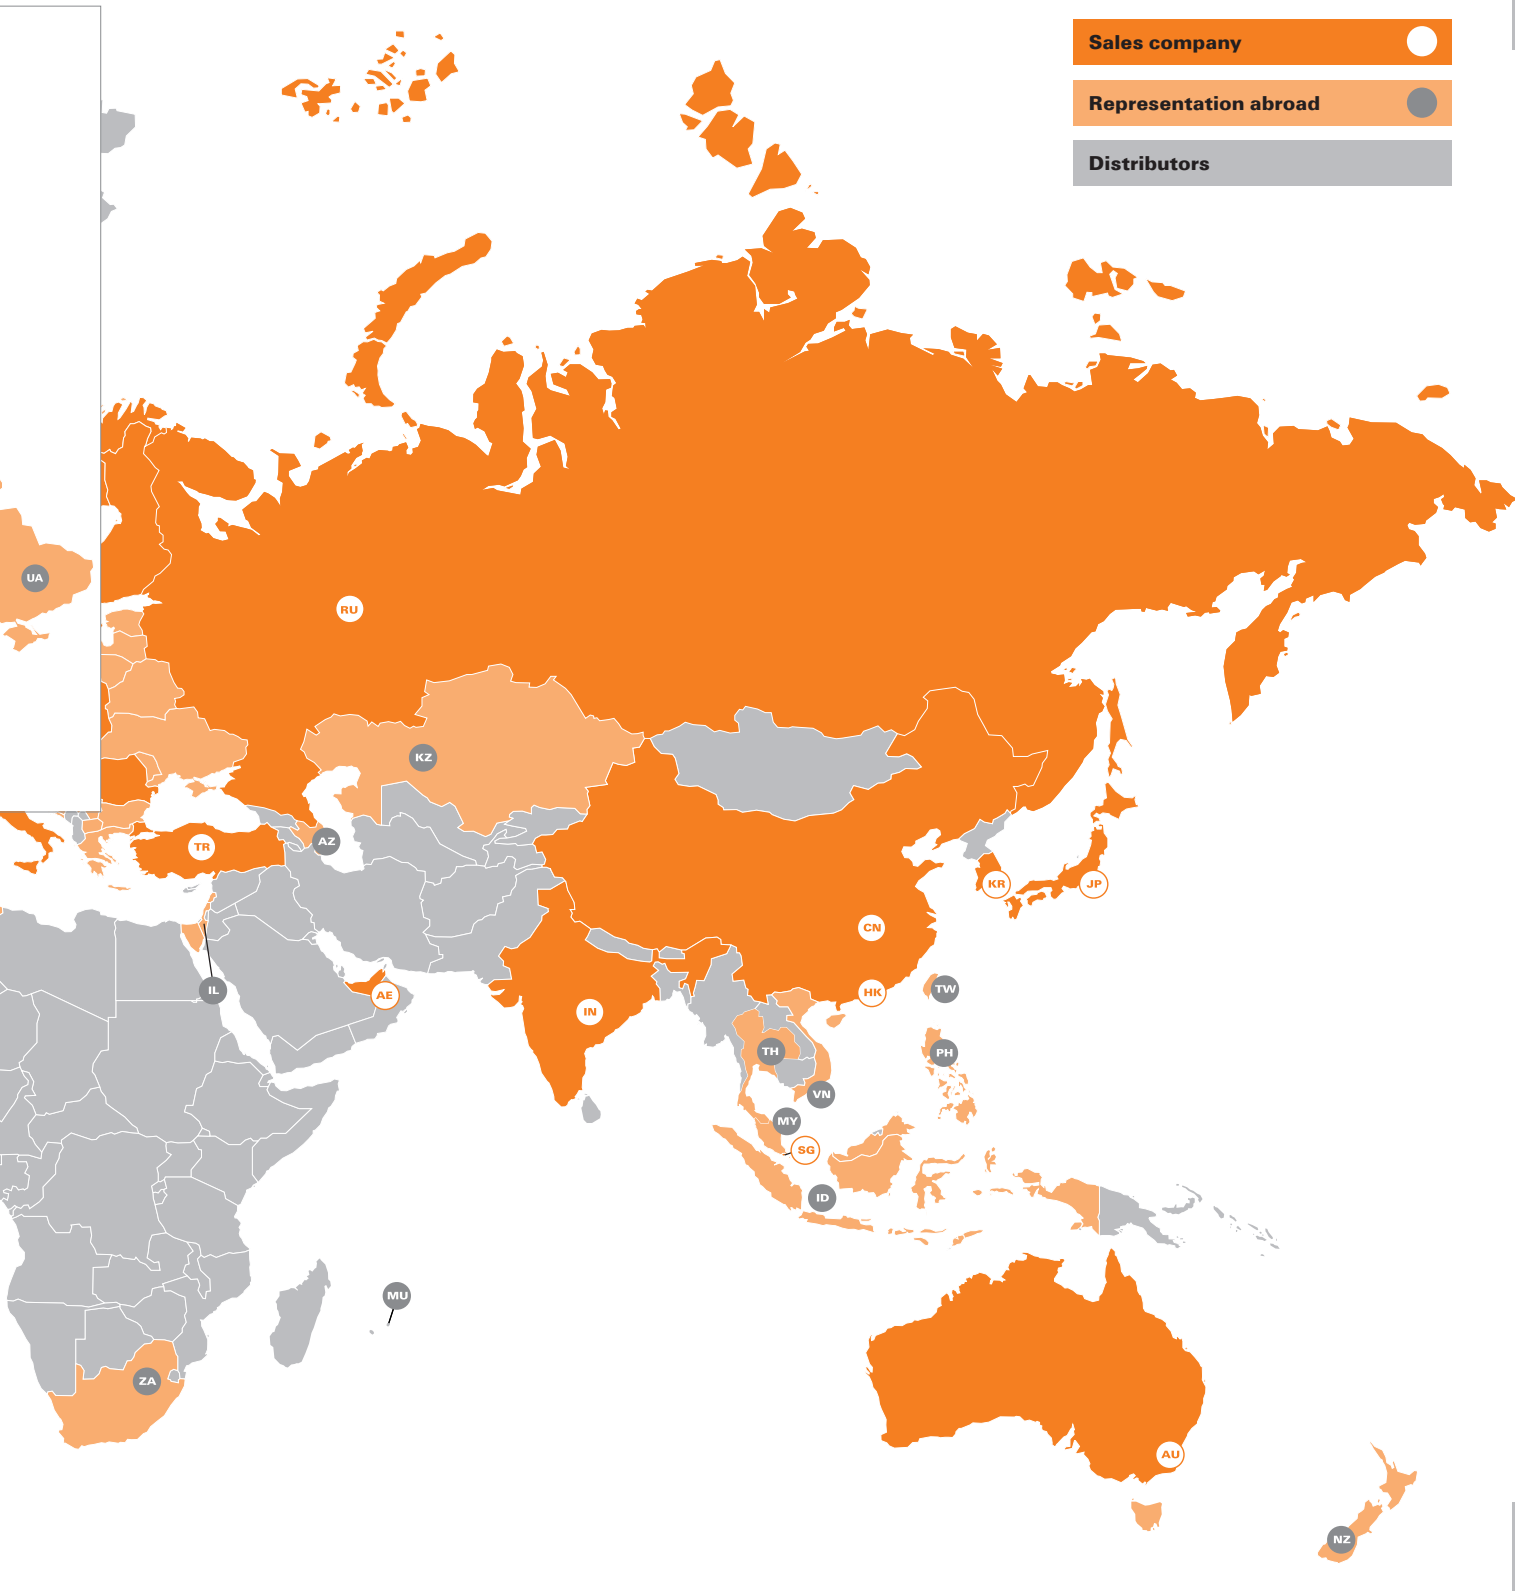 Sales company
Representation abroad
Distributors
UA
RU
KZ
TR
AZ
KR
JP
CN
IL
AE
HK
TW
IN
TH
PH
VN
MY
SG
ID
MU
ZA
AU
NZ